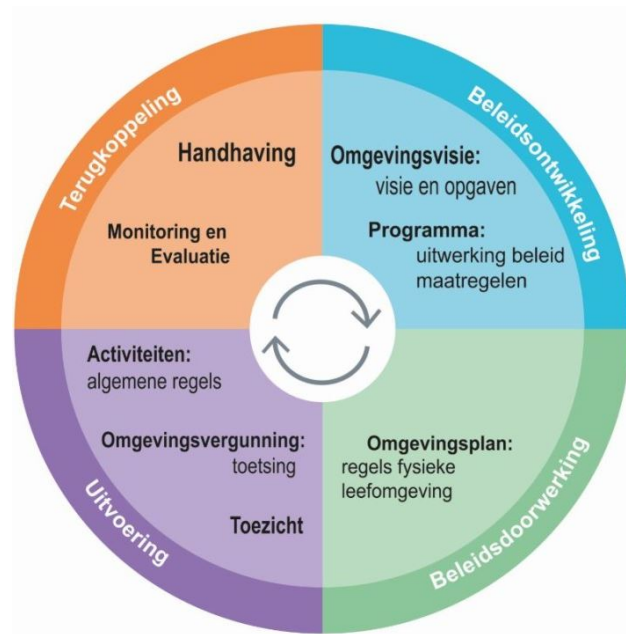 Terugkoppeling
Handhaving
Monitoring en
Evaluatie
Beleidsontwikkeling
Omgevingsvisie:
visie en opgaven
Programma:
uitwerking beleid
maatregelen
Beleidsdoorwerking
Omgevingsplan:
regels fysieke
leefomgeving
Uitvoering
Activiteiten:
algemene regels
Omgevingsvergunning:
toetsing
Toezicht